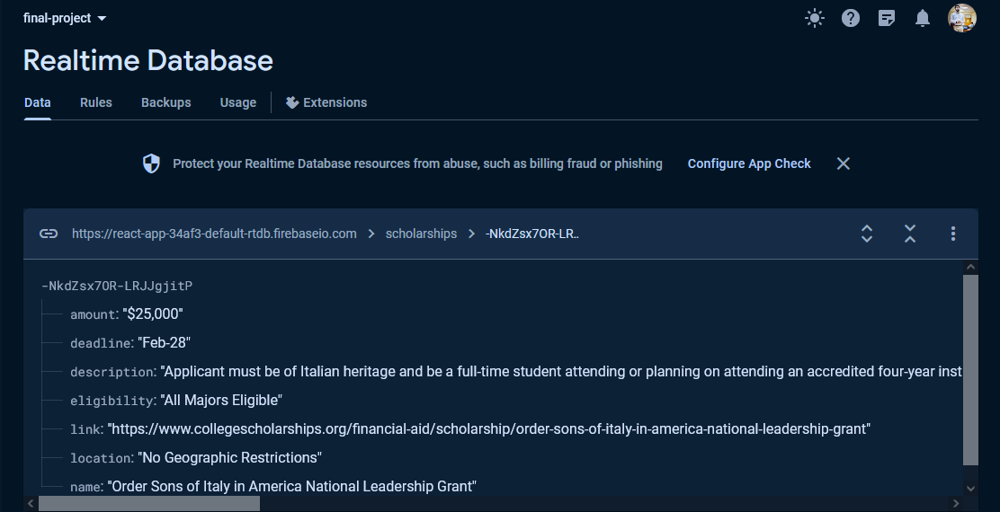 final-project
Realtime Database
Data Rules Backups Usage Extensions
Protect your Realtime Database resources from abuse, such as billing fraud or phishing Configure App Check
https://react-app-34af3-default-rtdb.firebaseio.com scholarships -NkdZsx7OR-LR..
-NkdZsx7OR-LRJJgjitP
amount: "$25,000"
deadline: "Feb-28"
description: "Applicant must be of Italian heritage and be a full-time student attending or planning on attending an accredited four-year inst
eligibility: "All Majors Eligible"
link: "https://www.collegescholarships.org/financial-aid/scholarship/order-sons-of-italy-in-america-national-leadership-grant"
location: "No Geographic Restrictions"
name: "Order Sons of Italy in America National Leadership Grant"